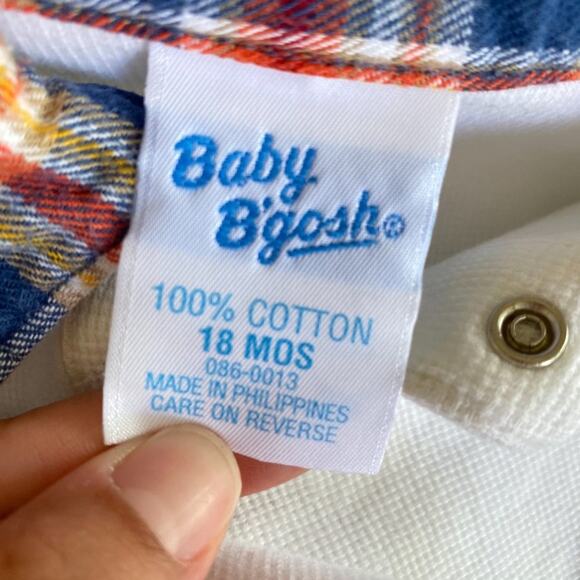 Baby
B'gosh®
100% COTTON
18 MOS
086-0013
MADE IN PHILIPPINES
CARE ON REVERSE